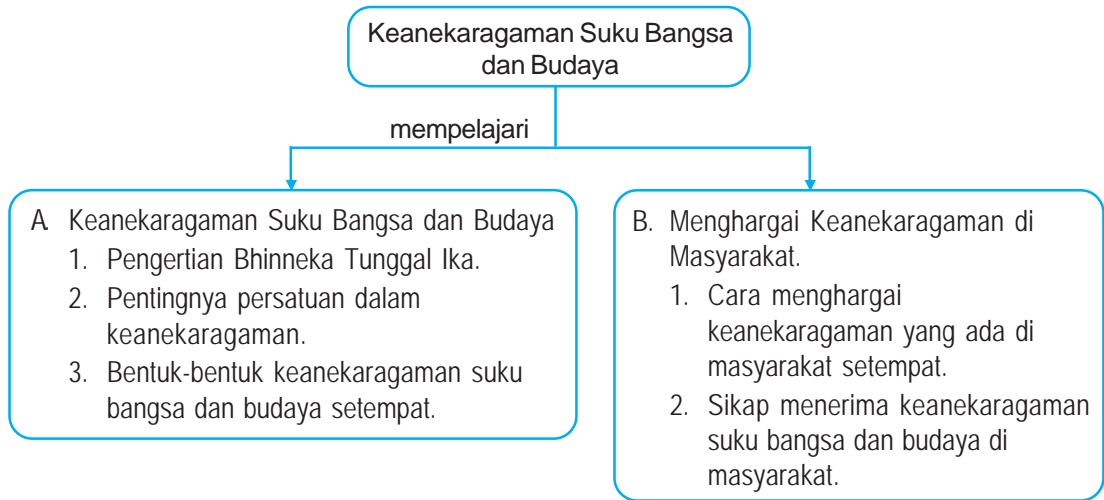 Keanekaragaman Suku Bangsa
dan Budaya
mempelajari
A. Keanekaragaman Suku Bangsa dan Budaya
1. Pengertian Bhinneka Tunggal Ika.
2. Pentingnya persatuan dalam
keanekaragaman.
3. Bentuk-bentuk keanekaragaman suku
bangsa dan budaya setempat.
B. Menghargai Keanekaragaman di
Masyarakat.
1. Cara menghargai
keanekaragaman yang ada di
masyarakat setempat.
2. Sikap menerima keanekaragaman
suku bangsa dan budaya di
masyarakat.